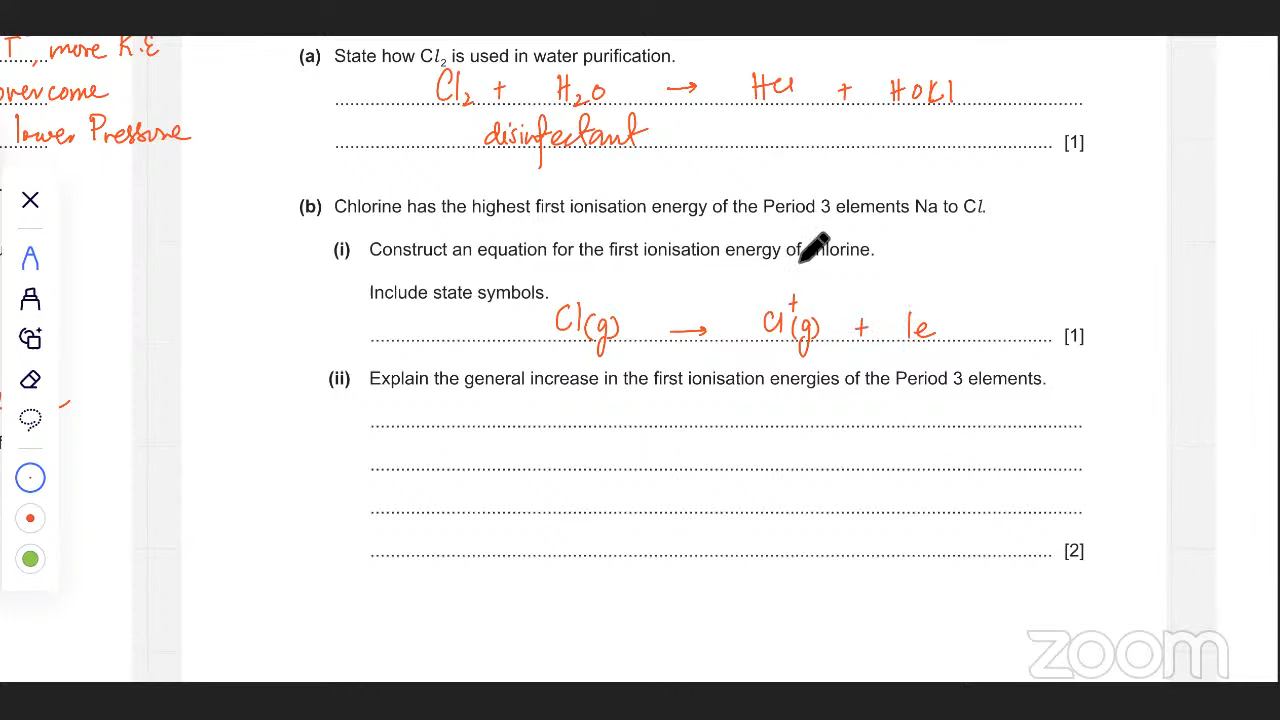 T, more K.E
overcome
lower Pressure
(a) State how Cl₂ is used in water purification.
Cl₂ + H₂O → HCl + HOCl
disinfectant
[1]
(b) Chlorine has the highest first ionisation energy of the Period 3 elements Na to Cl.
(i) Construct an equation for the first ionisation energy of chlorine.
Include state symbols.
Cl(g) → Cl⁺(g) + 1e
[1]
(ii) Explain the general increase in the first ionisation energies of the Period 3 elements.
[2]
zoom